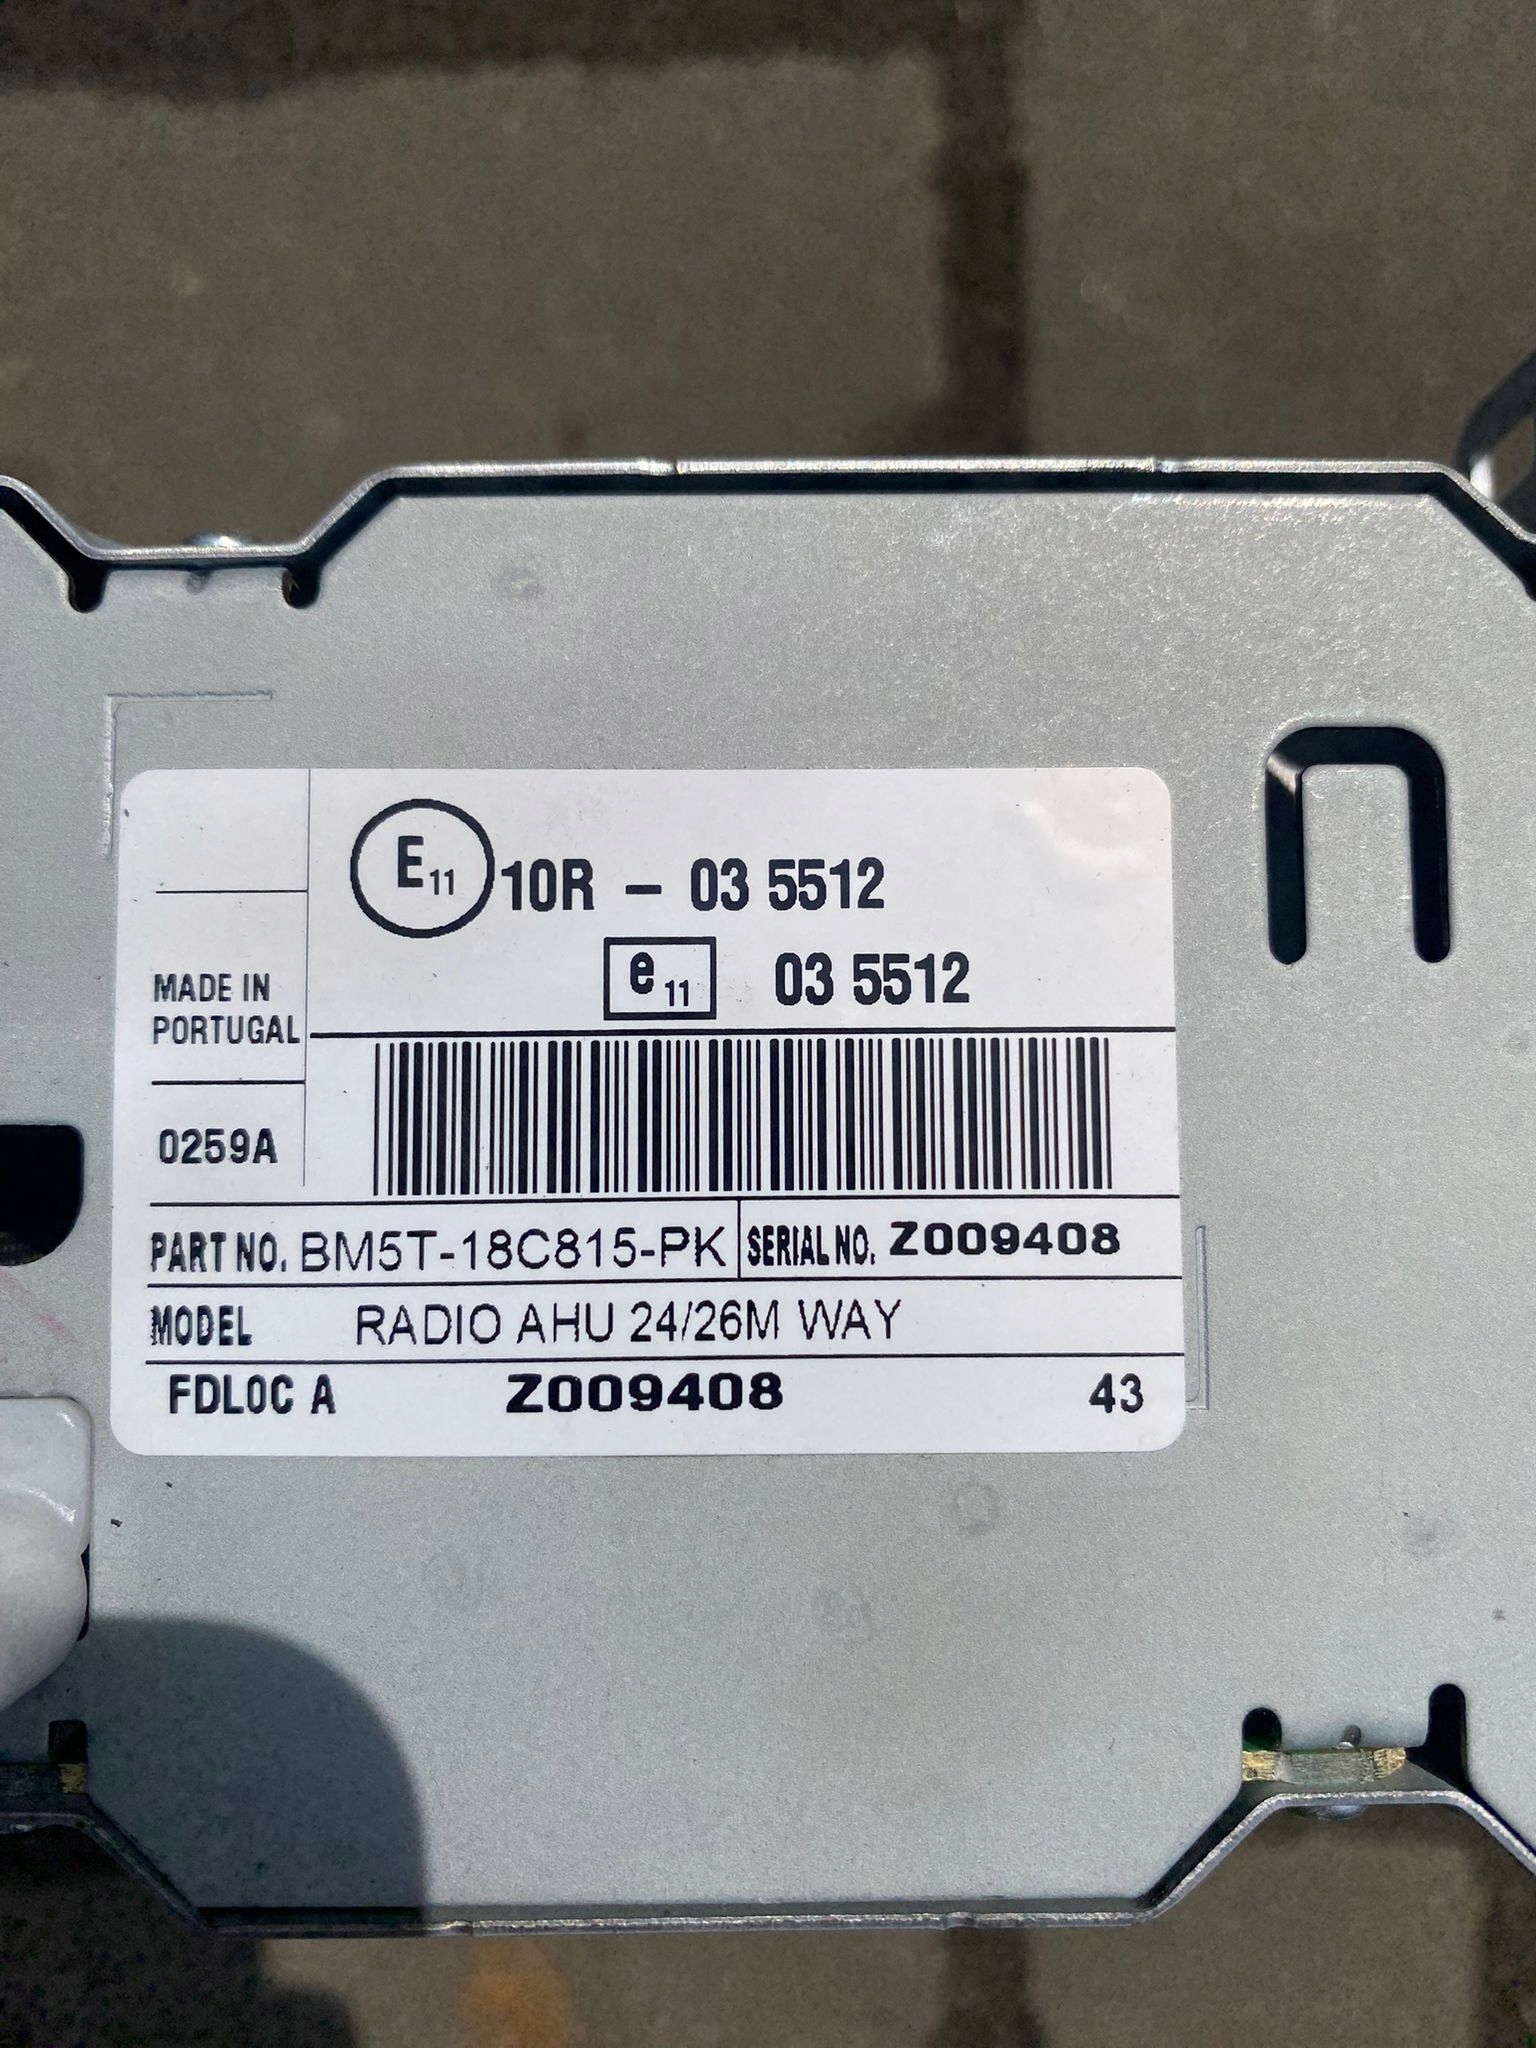 E11 10R - 03 5512
e11 03 5512
MADE IN
PORTUGAL
0259A
PART NO. BM5T-18C815-PK SERIAL NO. Z009408
MODEL RADIO AHU 24/26M WAY
FDLOC A Z009408 43